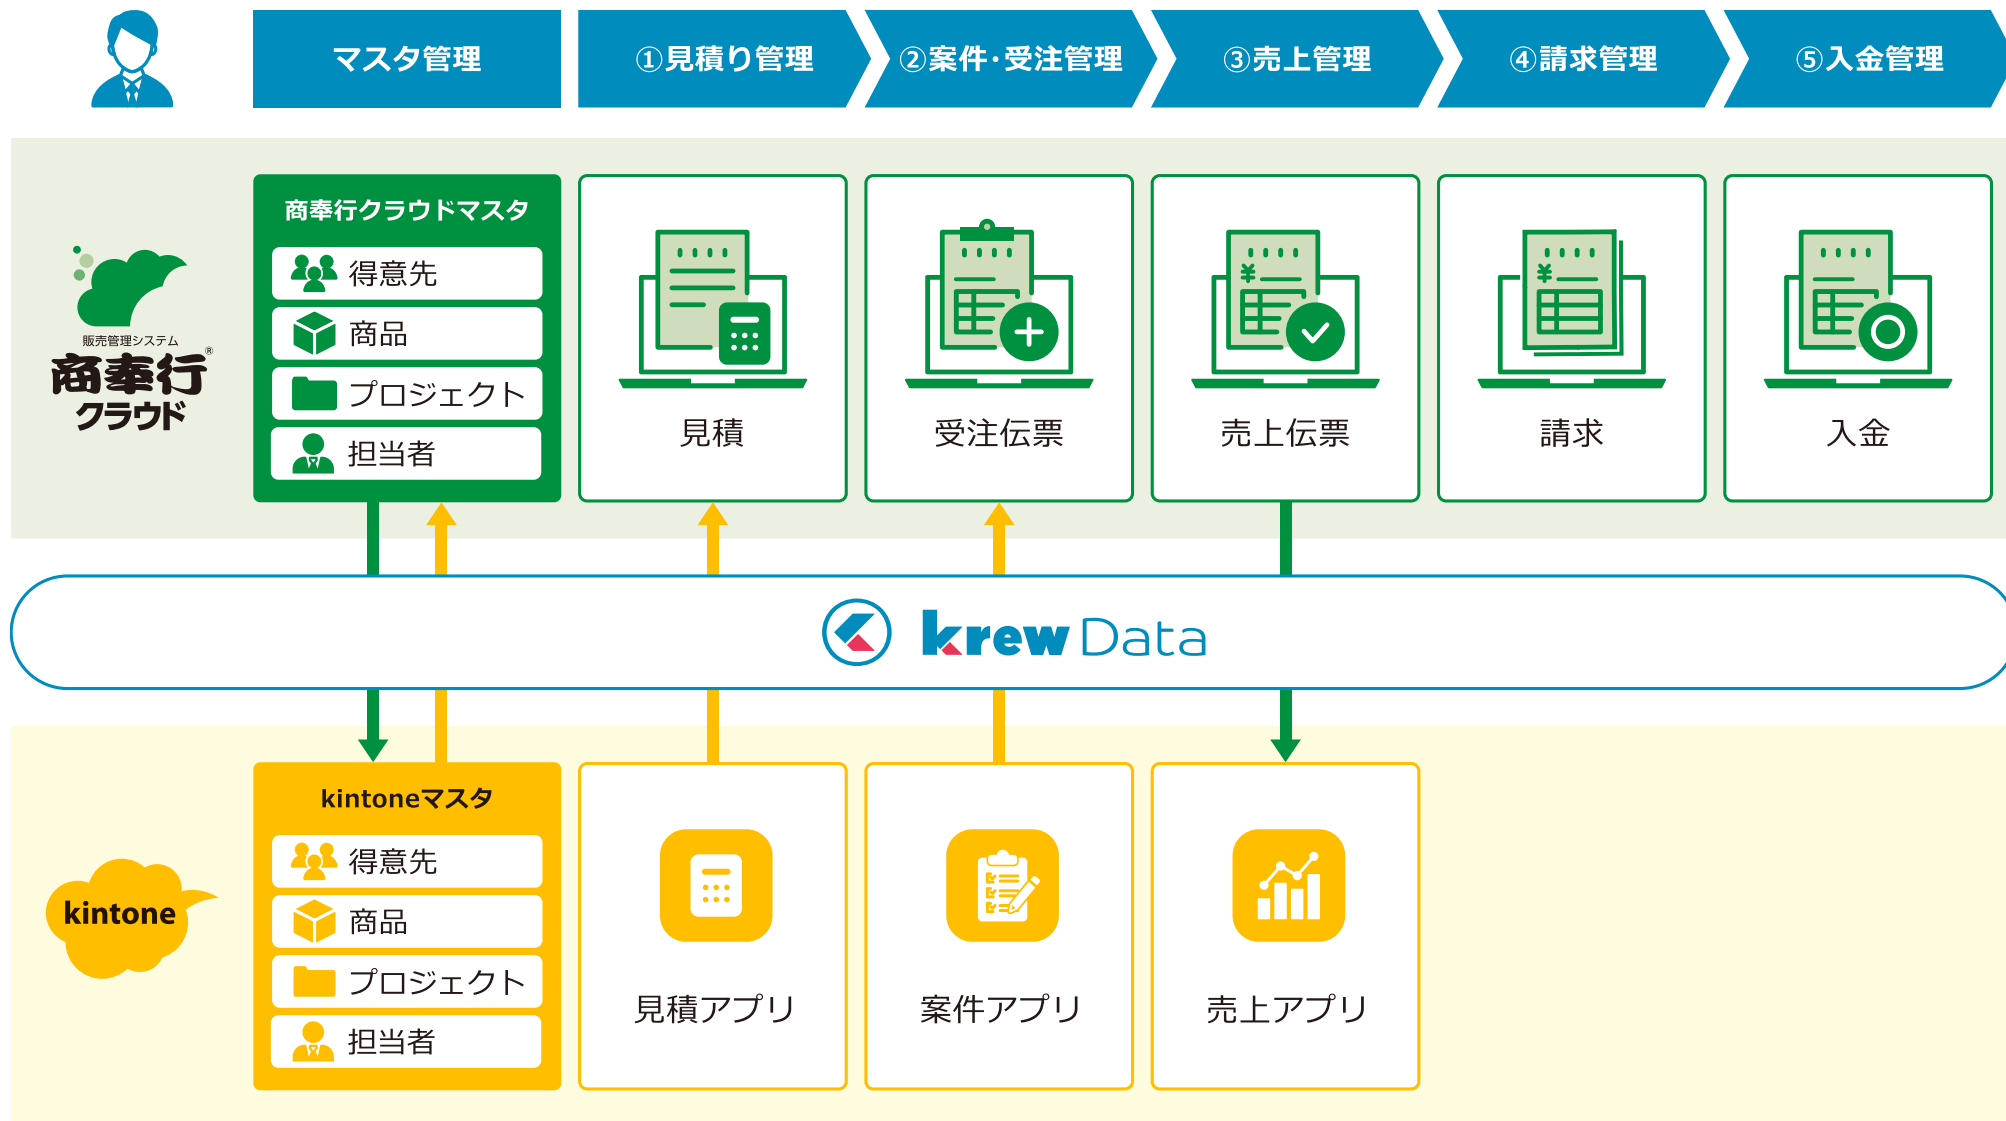 マスタ管理
①見積り管理
②案件・受注管理
③売上管理
④請求管理
⑤入金管理
販売管理システム
商奉行®
クラウド
商奉行クラウドマスタ
得意先
商品
プロジェクト
担当者
見積
受注伝票
売上伝票
請求
入金
krew Data
kintone
kintoneマスタ
得意先
商品
プロジェクト
担当者
見積アプリ
案件アプリ
売上アプリ